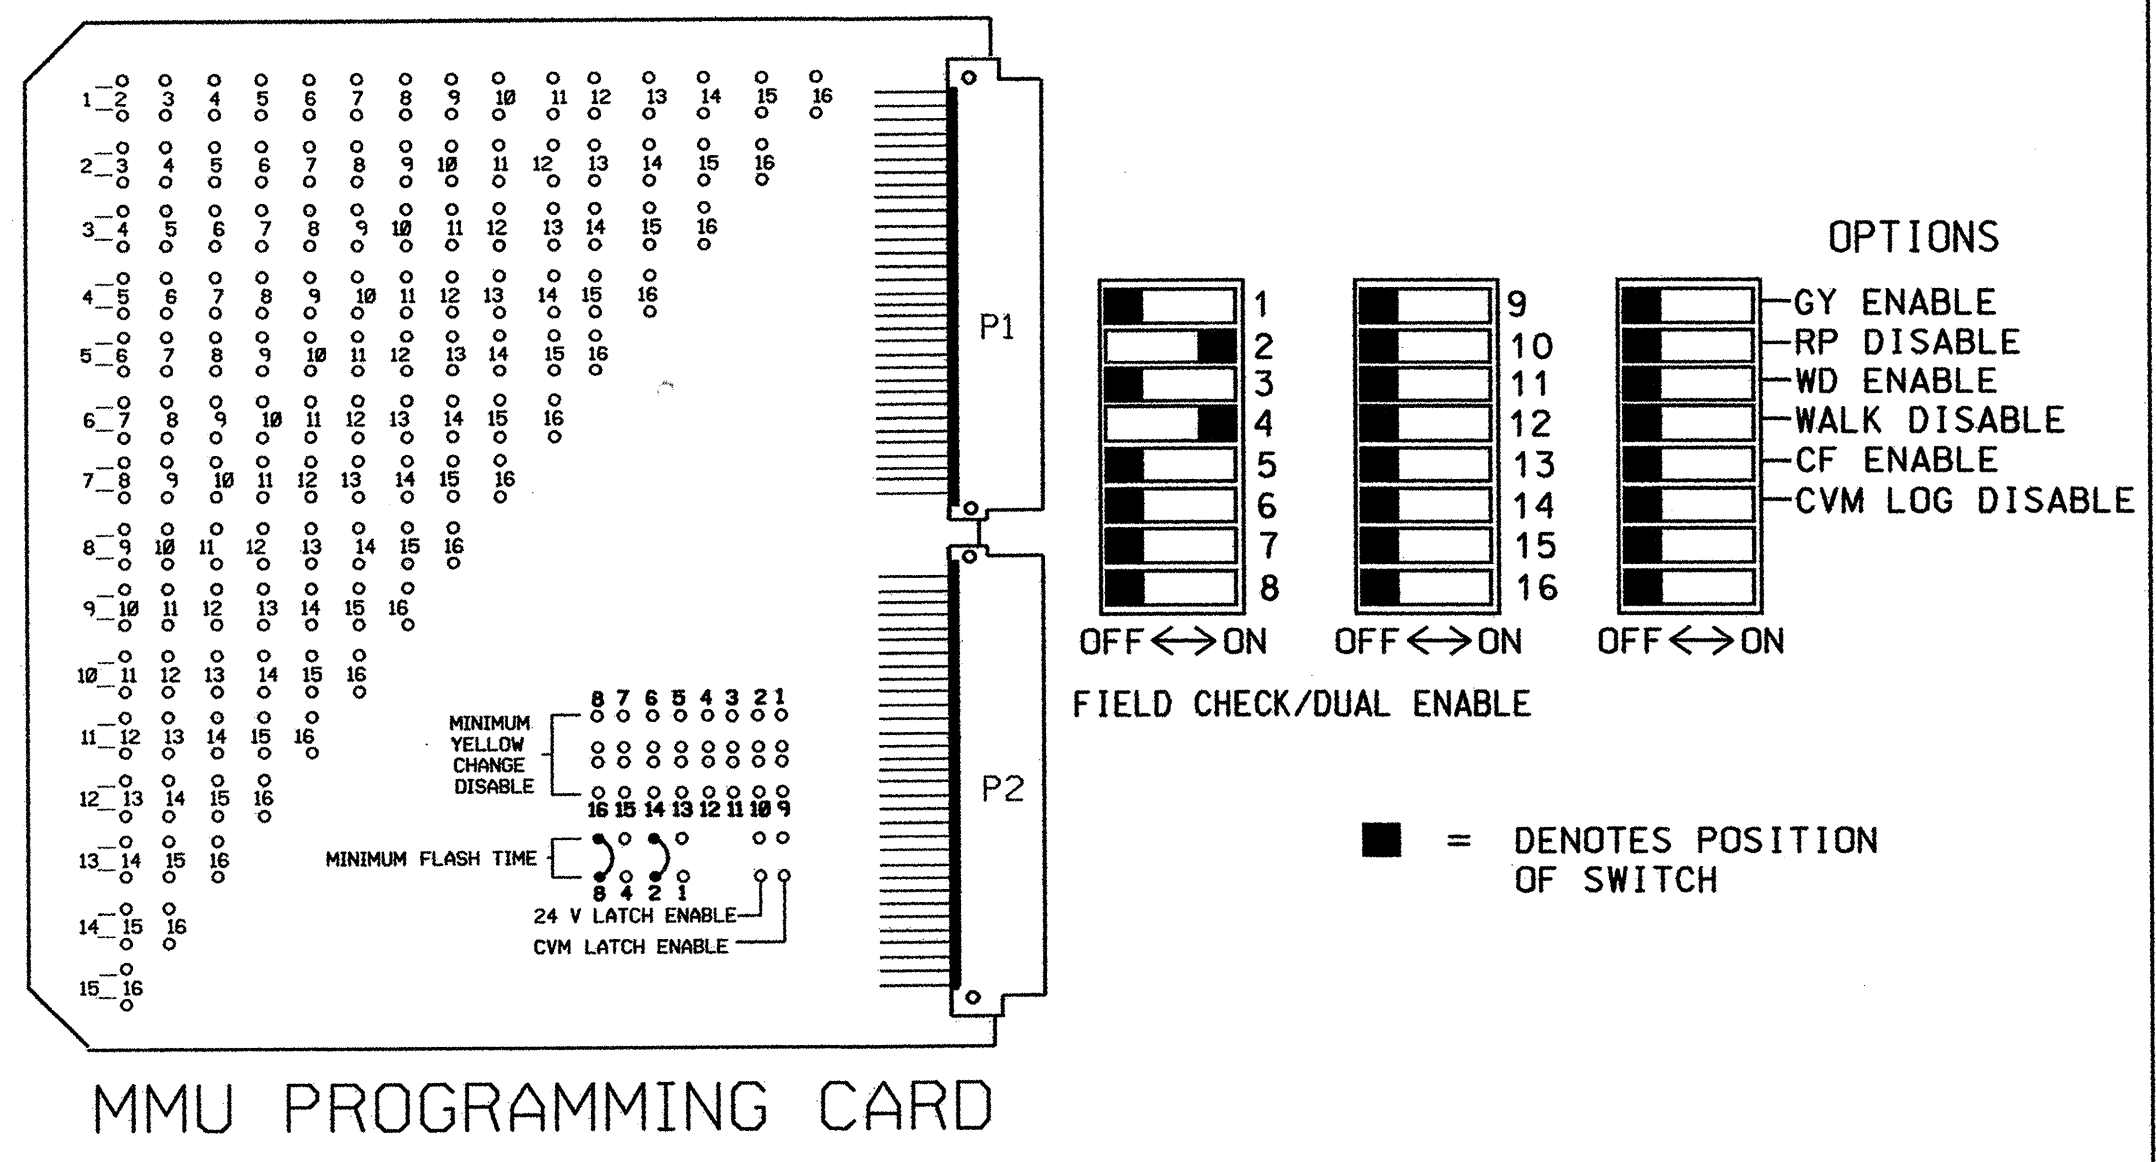 1 2 3 4 5 6 7 8 9 10 11 12 13 14 15 16
2 3 4 5 6 7 8 9 10 11 12 13 14 15 16
3 4 5 6 7 8 9 10 11 12 13 14 15 16
4 5 6 7 8 9 10 11 12 13 14 15 16
5 6 7 8 9 10 11 12 13 14 15 16
6 7 8 9 10 11 12 13 14 15 16
7 8 9 10 11 12 13 14 15 16
8 9 10 11 12 13 14 15 16
9 10 11 12 13 14 15 16
10 11 12 13 14 15 16
11 12 13 14 15 16
12 13 14 15 16
13 14 15 16
14 15 16
15 16
8 7 6 5 4 3 2 1
MINIMUM
YELLOW
CHANGE
DISABLE
16 15 14 13 12 11 10 9
MINIMUM FLASH TIME
8 4 2 1
24 V LATCH ENABLE
CVM LATCH ENABLE
P1
P2
MMU PROGRAMMING CARD
1
2
3
4
5
6
7
8
OFF ON
9
10
11
12
13
14
15
16
OFF ON
FIELD CHECK/DUAL ENABLE
OPTIONS
GY ENABLE
RP DISABLE
WD ENABLE
WALK DISABLE
CF ENABLE
CVM LOG DISABLE
OFF ON
= DENOTES POSITION
OF SWITCH